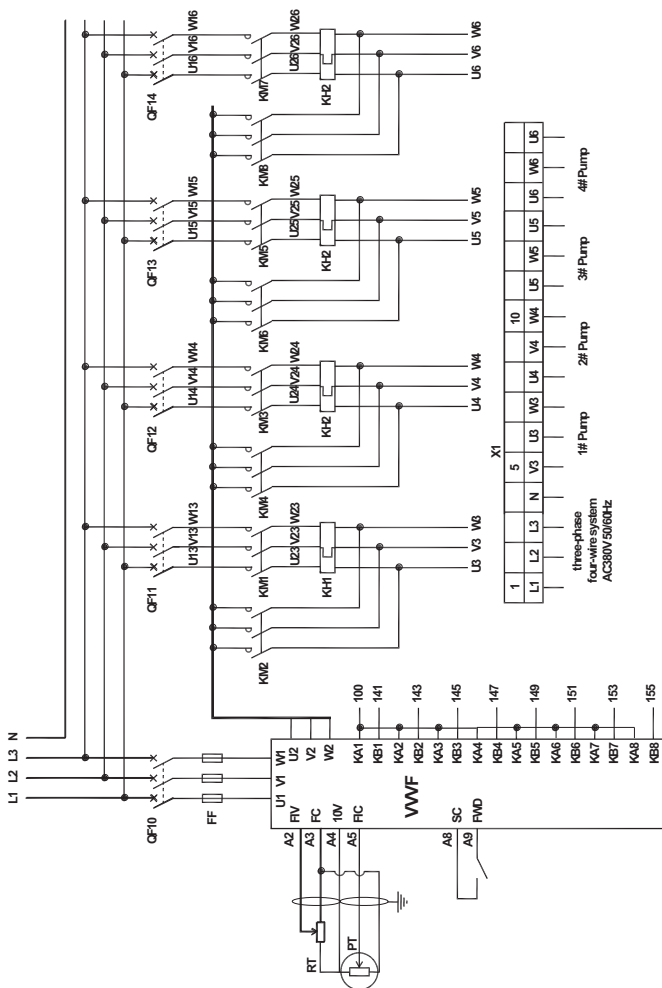 L1 L2 L3 N
QF10
FF
U1 V1 W1
QF11
U13 V13 W13
KM2
KM1
U23 V23 W23
KH1
U3 V3 W3
QF12
U14 V14 W14
KM4
KM3
U24 V24 W24
KH2
U4 V4 W4
QF13
U15 V15 W15
KM6
KM5
U25 V25 W25
KH2
U5 V5 W5
QF14
U16 V16 W16
KM8
KM7
U26 V26 W26
KH2
U6 V6 W6
VWF
U2
V2
W2
A2 FIV
A3 FC
A4 10V
A5 FIC
A8 SC
A9 FWD
RT
PT
KA1 100
KB1 141
KA2
KB2 143
KA3
KB3 145
KA4
KB4 147
KA5
KB5 149
KA6
KB6 151
KA7
KB7 153
KA8
KB8 155
X1
1 5 10
L1 L2 L3 N V3 U3 W3 U4 V4 W4 U5 W5 U5 U6 W6 U6
three-phase
four-wire system
AC380V 50/60Hz
1# Pump
2# Pump
3# Pump
4# Pump